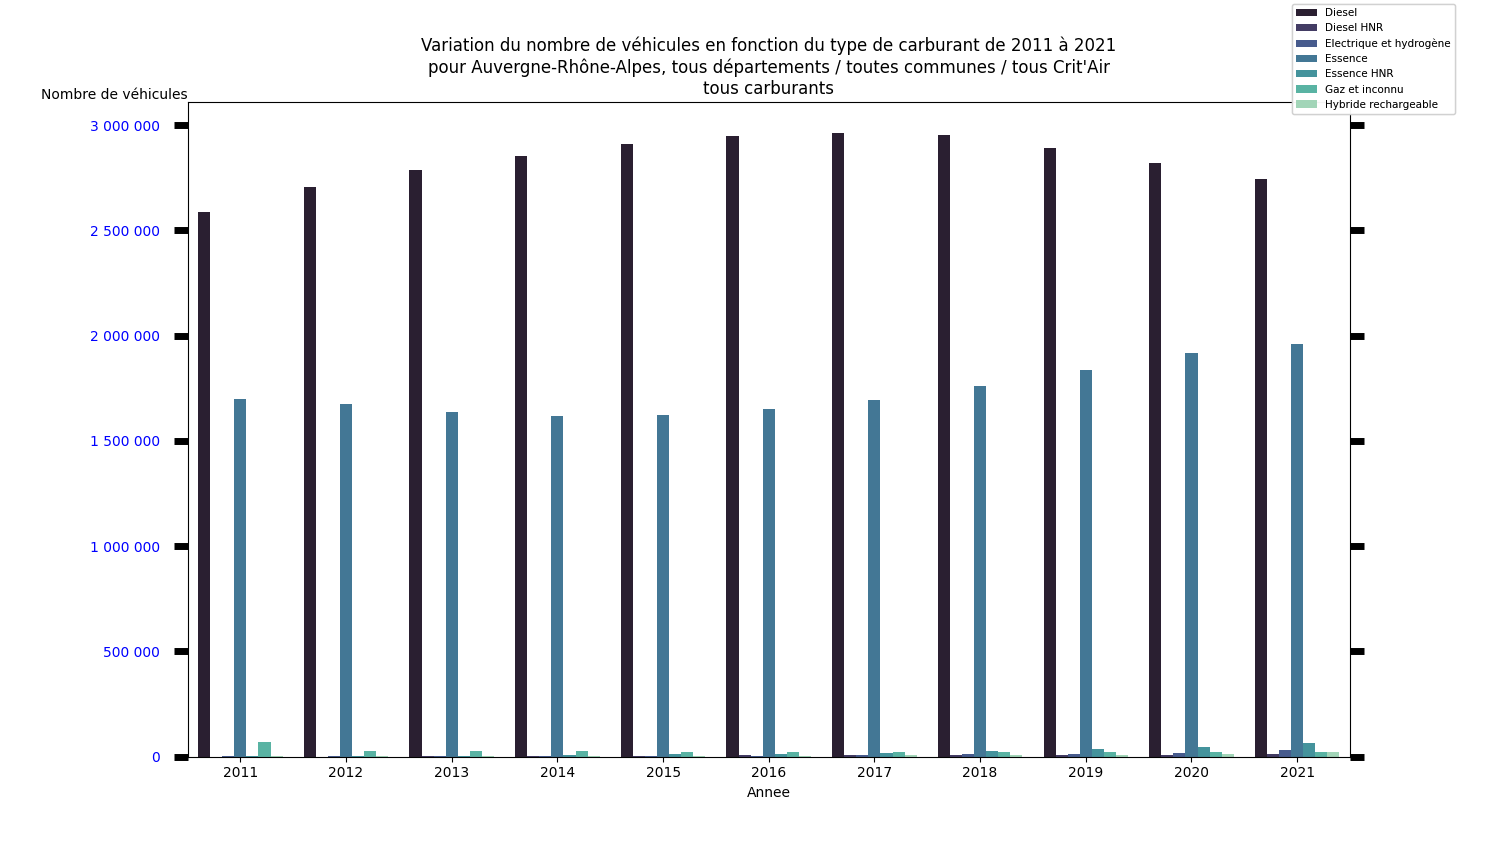 Diesel
Diesel HNR
Electrique et hydrogène
Essence
Essence HNR
Gaz et inconnu
Hybride rechargeable
Variation du nombre de véhicules en fonction du type de carburant de 2011 à 2021
pour Auvergne-Rhône-Alpes, tous départements / toutes communes / tous Crit'Air
tous carburants
Nombre de véhicules
3 000 000
2 500 000
2 000 000
1 500 000
1 000 000
500 000
0
2011 2012 2013 2014 2015 2016 2017 2018 2019 2020 2021
Annee